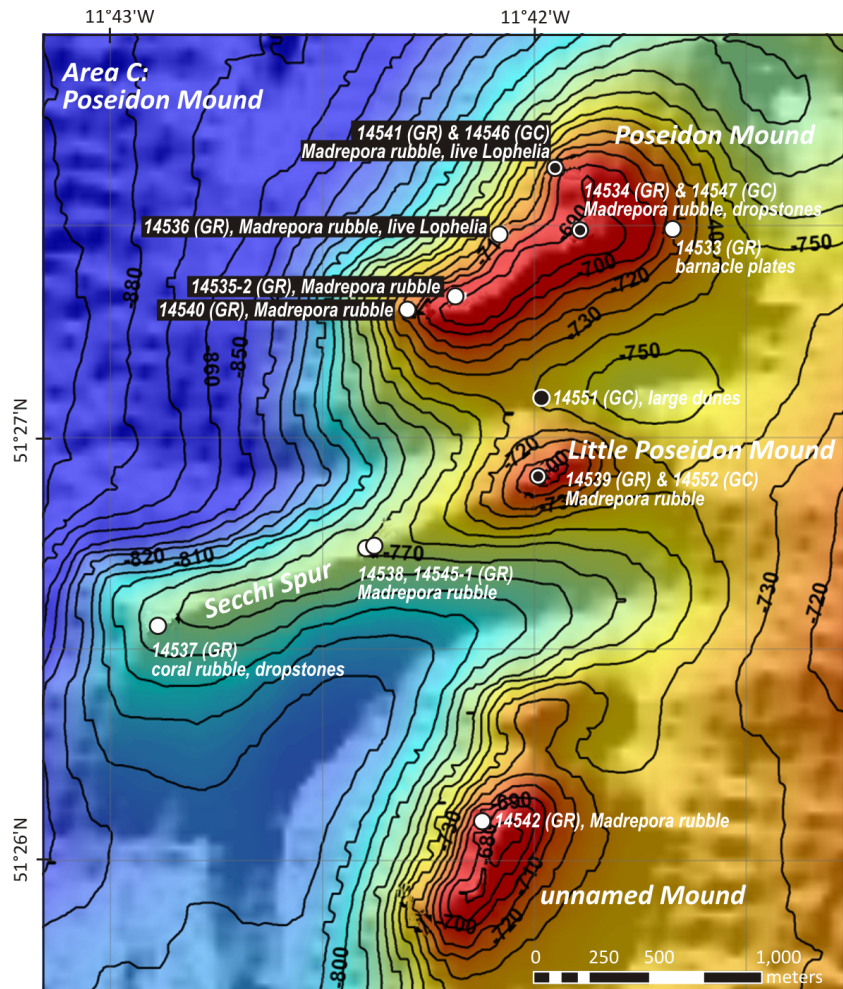 11°43'W
11°42'W
Area C:
Poseidon Mound
14541 (GR) & 14546 (GC)
Madrepora rubble, live Lophelia
Poseidon Mound
14534 (GR) & 14547 (GC)
Madrepora rubble, dropstones
-690
14536 (GR), Madrepora rubble, live Lophelia
-750
14533 (GR)
barnacle plates
-880
-700
14535-2 (GR), Madrepora rubble
-720
14540 (GR), Madrepora rubble
-730
-850
-750
860
14551 (GC), large dunes
51°27'N
-720
Little Poseidon Mound
14539 (GR) & 14552 (GC)
Madrepora rubble
-820
-810
-770
14538, 14545-1 (GR)
Madrepora rubble
Secchi Spur
-730
-720
14537 (GR)
coral rubble, dropstones
-690
14542 (GR), Madrepora rubble
-730
-680
51°26'N
-710
unnamed Mound
-700
-720
-800
0
250
500
1,000
meters